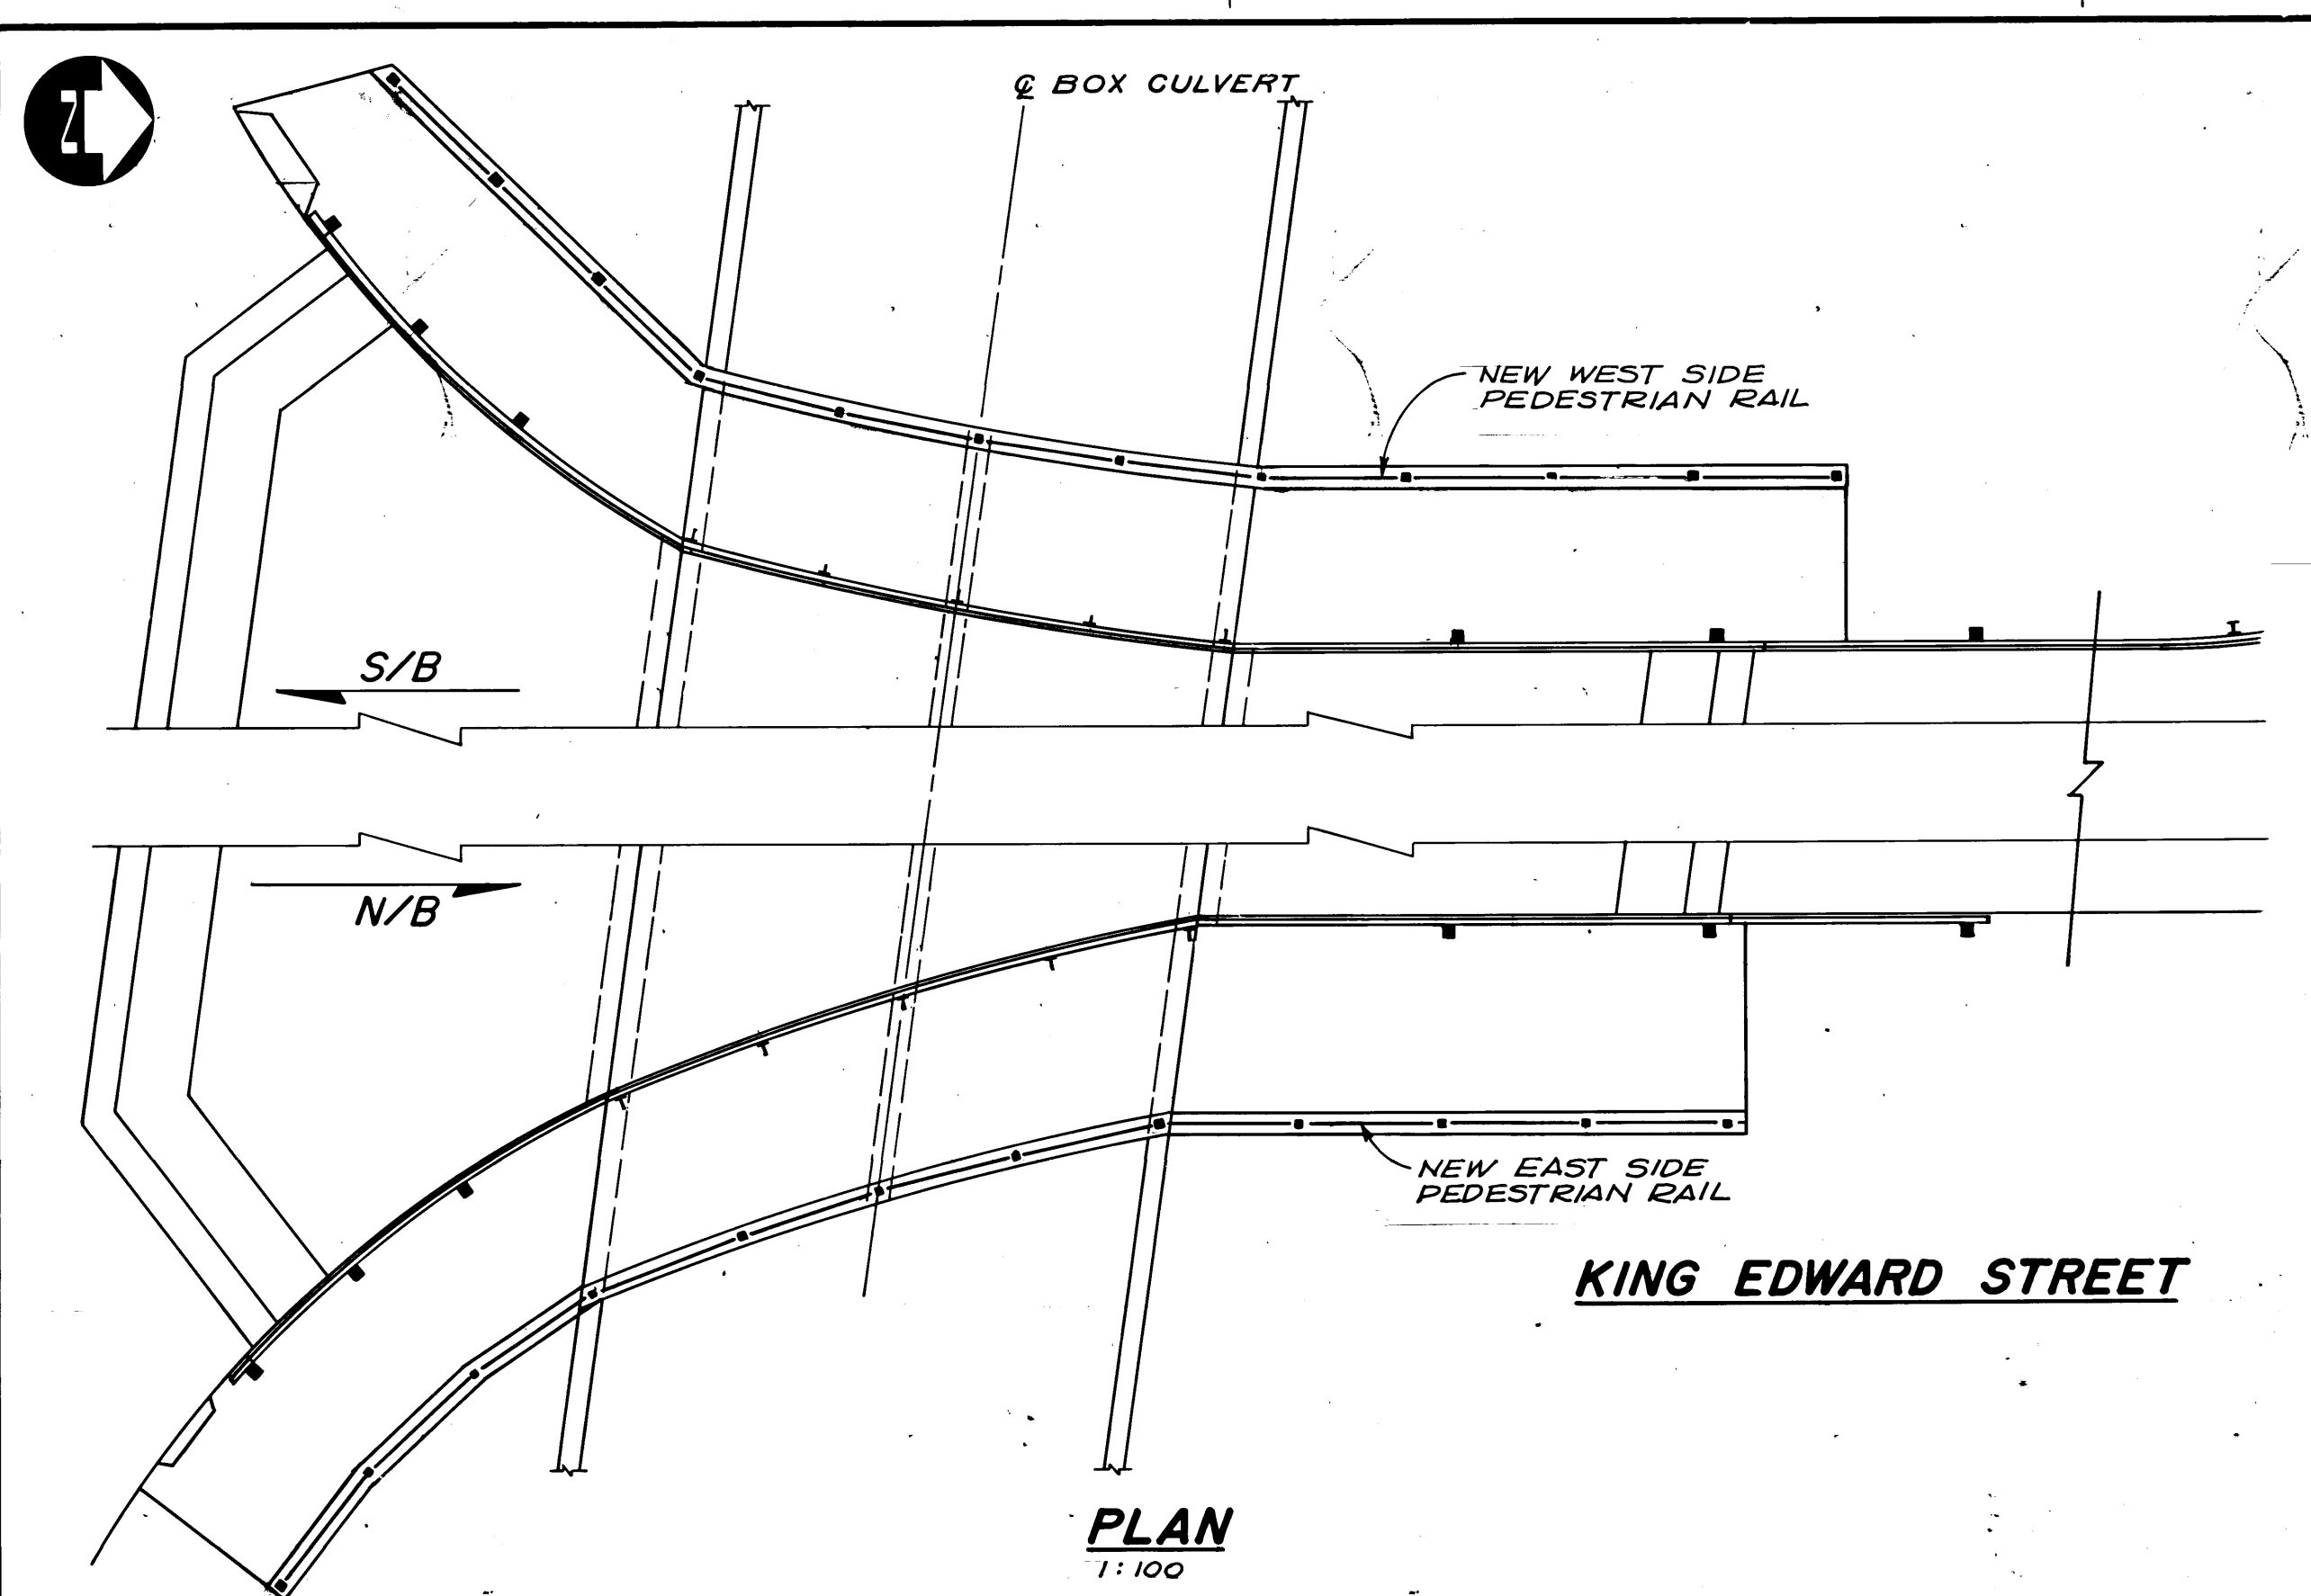 N
℄ BOX CULVERT
NEW WEST SIDE
PEDESTRIAN RAIL
S/B
N/B
NEW EAST SIDE
PEDESTRIAN RAIL
KING EDWARD STREET
PLAN
1:100